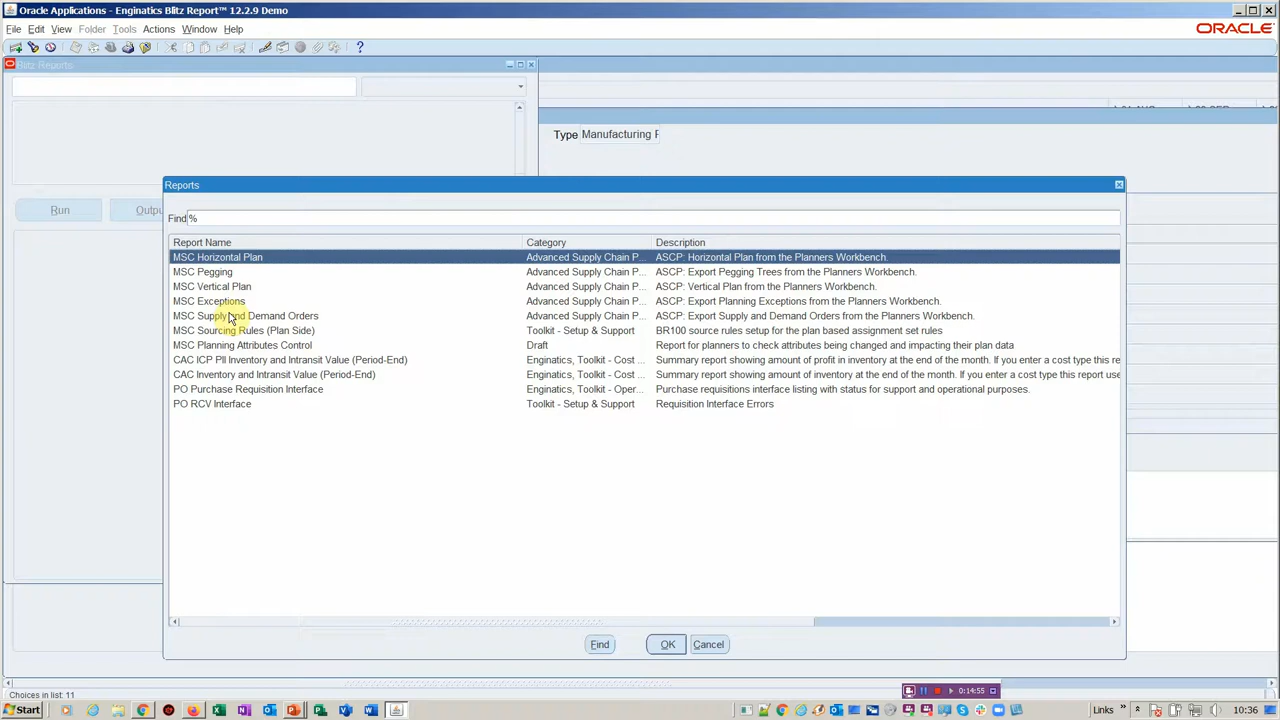 Oracle Applications - Enginatics Blitz Report™ 12.2.9 Demo
File Edit View Folder Tools Actions Window Help
ORACLE
Blitz Reports
Type Manufacturing F
Reports
Find %
Run
Report Name Category Description
MSC Horizontal Plan Advanced Supply Chain P... ASCP: Horizontal Plan from the Planners Workbench.
MSC Pegging Advanced Supply Chain P... ASCP: Export Pegging Trees from the Planners Workbench.
MSC Vertical Plan Advanced Supply Chain P... ASCP: Vertical Plan from the Planners Workbench.
MSC Exceptions Advanced Supply Chain P... ASCP: Export Planning Exceptions from the Planners Workbench.
MSC Supply and Demand Orders Advanced Supply Chain P... ASCP: Export Supply and Demand Orders from the Planners Workbench.
MSC Sourcing Rules (Plan Side) Toolkit - Setup & Support BR100 source rules setup for the plan based assignment set rules
MSC Planning Attributes Control Draft Report for planners to check attributes being changed and impacting their plan data
CAC ICP PII Inventory and Intransit Value (Period-End) Enginatics, Toolkit - Cost ... Summary report showing amount of profit in inventory at the end of the month. If you enter a cost type this re
CAC Inventory and Intransit Value (Period-End) Enginatics, Toolkit - Cost ... Summary report showing amount of profit in inventory at the end of the month. If you enter a cost type this report use
PO Purchase Requisition Interface Enginatics, Toolkit - Oper... Purchase requisitions interface listing with status for support and operational purposes.
PO RCV Interface Toolkit - Setup & Support Requisition Interface Errors
Find OK Cancel
Choices in list: 11
0:14:55
Start Links 10:36